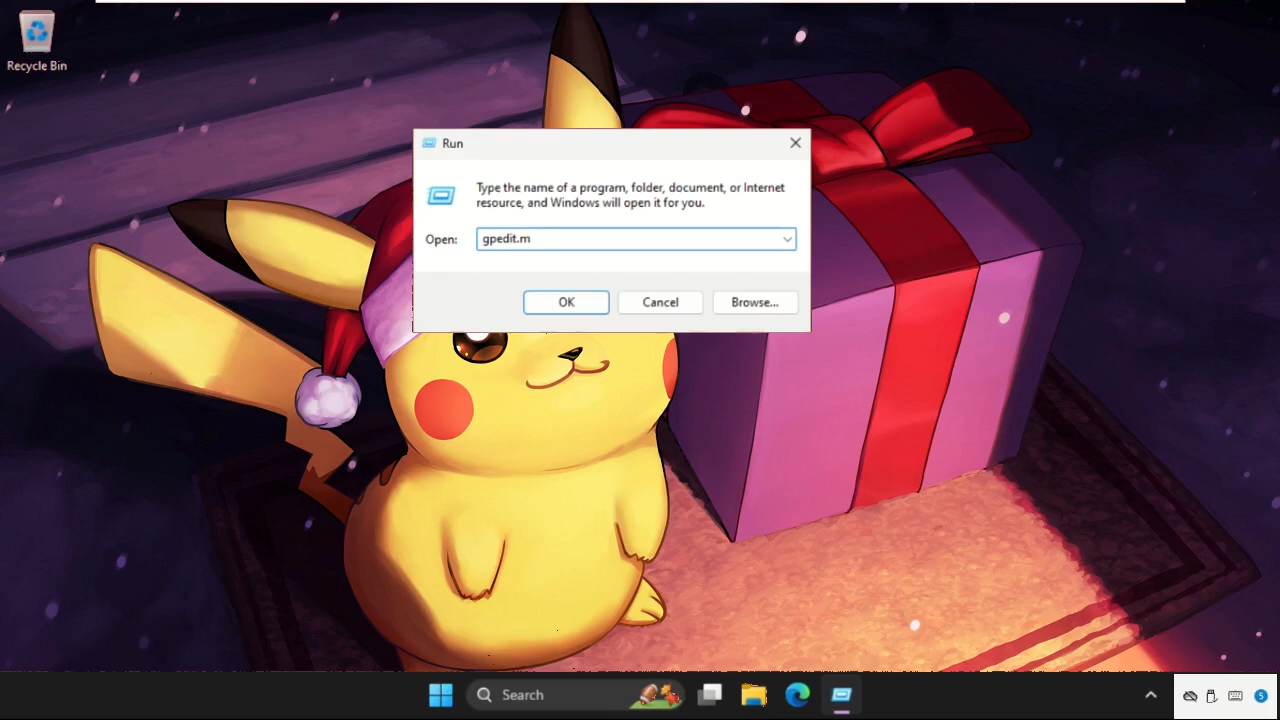 Recycle Bin
Run
Type the name of a program, folder, document, or Internet
resource, and Windows will open it for you.
Open:
gpedit.m
OK
Cancel
Browse...
Search
5